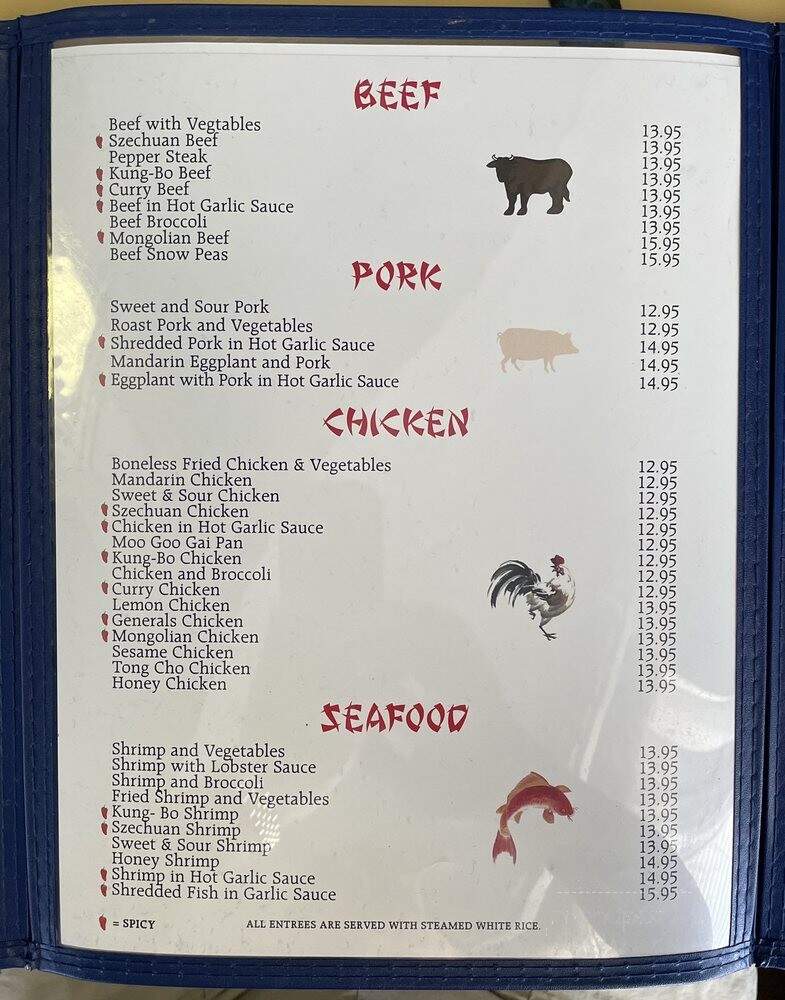 BEEF
Beef with Vegtables 13.95
Szechuan Beef 13.95
Pepper Steak 13.95
Kung-Bo Beef 13.95
Curry Beef 13.95
Beef in Hot Garlic Sauce 13.95
Beef Broccoli 13.95
Mongolian Beef 15.95
Beef Snow Peas 15.95
PORK
Sweet and Sour Pork 12.95
Roast Pork and Vegetables 12.95
Shredded Pork in Hot Garlic Sauce 14.95
Mandarin Eggplant and Pork 14.95
Eggplant with Pork in Hot Garlic Sauce 14.95
CHICKEN
Boneless Fried Chicken & Vegetables 12.95
Mandarin Chicken 12.95
Sweet & Sour Chicken 12.95
Szechuan Chicken 12.95
Chicken in Hot Garlic Sauce 12.95
Moo Goo Gai Pan 12.95
Kung-Bo Chicken 12.95
Chicken and Broccoli 12.95
Curry Chicken 12.95
Lemon Chicken 13.95
Generals Chicken 13.95
Mongolian Chicken 13.95
Sesame Chicken 13.95
Tong Cho Chicken 13.95
Honey Chicken 13.95
SEAFOOD
Shrimp and Vegetables 13.95
Shrimp with Lobster Sauce 13.95
Shrimp and Broccoli 13.95
Fried Shrimp and Vegetables 13.95
Kung- Bo Shrimp 13.95
Szechuan Shrimp 13.95
Sweet & Sour Shrimp 13.95
Honey Shrimp 14.95
Shrimp in Hot Garlic Sauce 14.95
Shredded Fish in Garlic Sauce 15.95
= SPICY ALL ENTREES ARE SERVED WITH STEAMED WHITE RICE.